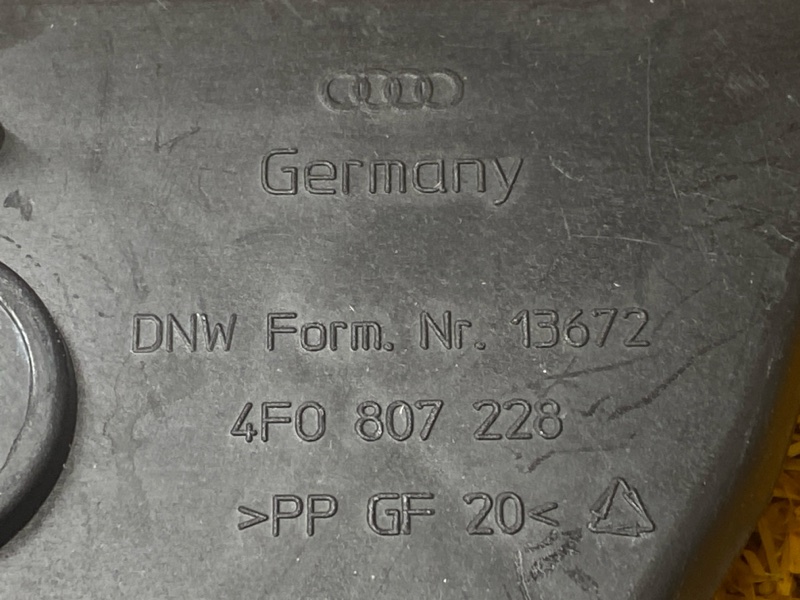 Germany
DNW Form. Nr. 13672
4F0 807 228
>PP GF 20<